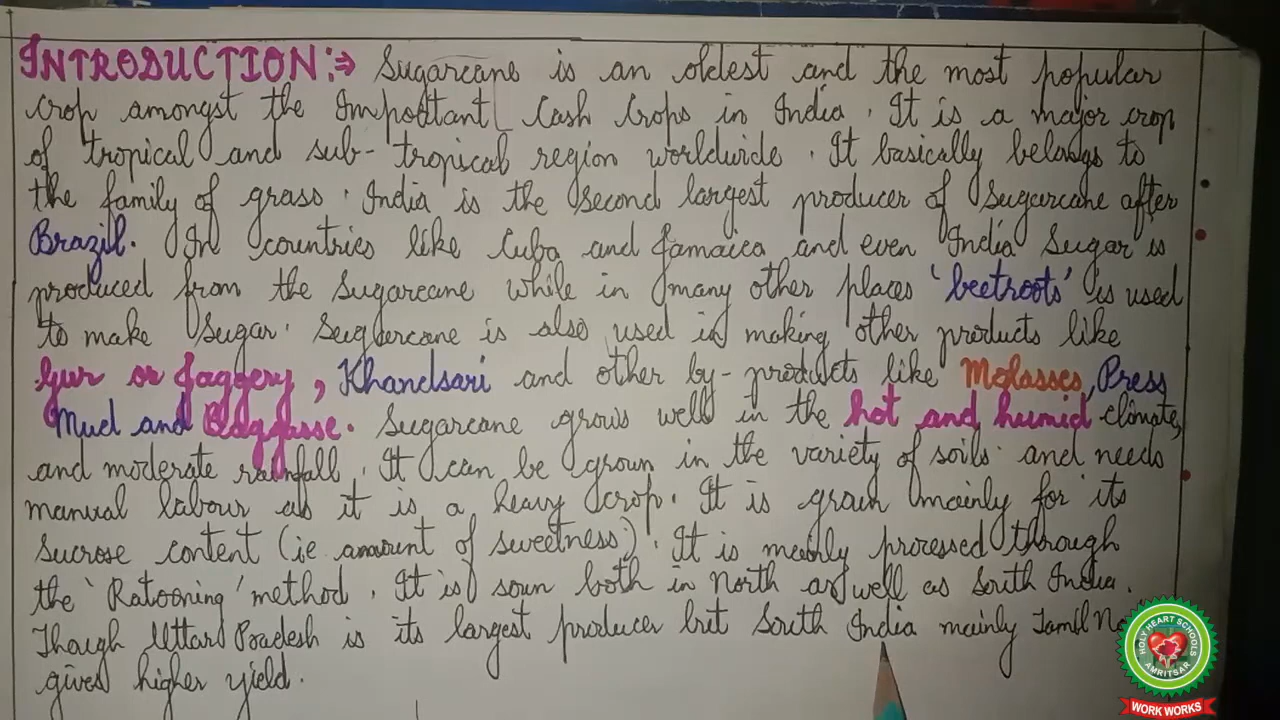 INTRODUCTION:⇒ Sugarcane is an oldest and the most popular
crop amongst the Important Cash Crops in India. It is a major crop
of tropical and sub-tropical region worldwide. It basically belongs to
the family of grass. India is the second largest producer of Sugarcane after
Brazil. In countries like Cuba and Jamaica and even India Sugar is
produced from the Sugarcane while in many other places 'beetroots' is used
to make Sugar. Sugarcane is also used in making other products like
Gur or Jaggery, Khandsari and other by-products like Molasses, Press
Mud and Baggasse. Sugarcane grows well in the hot and humid climate,
and moderate rainfall. It can be grown in the variety of soils and needs
manual labour as it is a heavy crop. It is grain mainly for its
sucrose content (ie amount of sweetness). It is mainly processed through
the 'Ratooning' method. It is soun both in North as well as South India.
Though Uttar Pradesh is its largest producer but South India mainly Tamil
gives higher yield.
HOLY HEART SCHOOLS
AMRITSAR
WORK WORKS